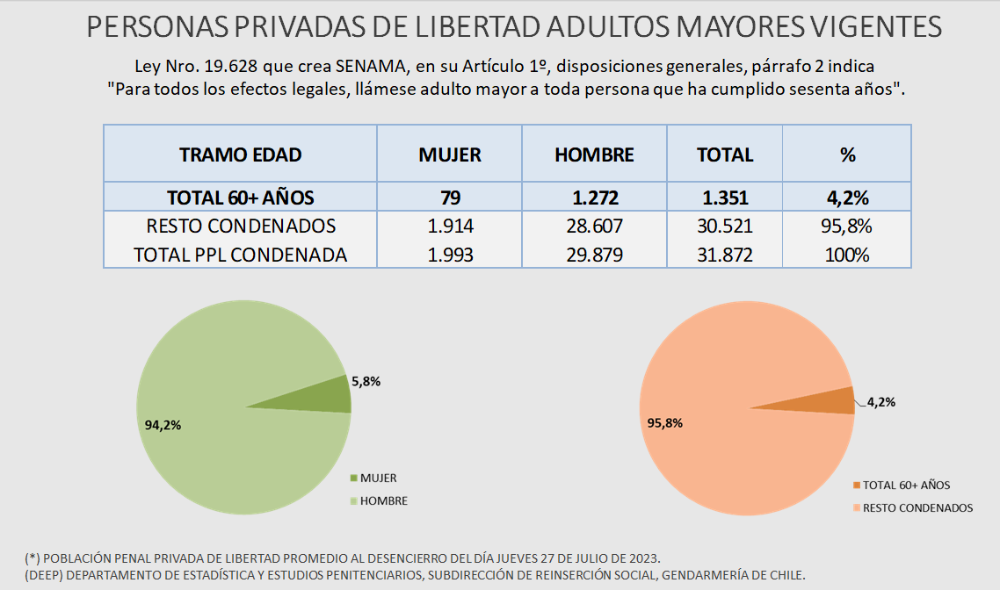 PERSONAS PRIVADAS DE LIBERTAD ADULTOS MAYORES VIGENTES
Ley Nro. 19.628 que crea SENAMA, en su Artículo 1º, disposiciones generales, párrafo 2 indica
"Para todos los efectos legales, llámese adulto mayor a toda persona que ha cumplido sesenta años".
TRAMO EDAD MUJER HOMBRE TOTAL %
TOTAL 60+ AÑOS 79 1.272 1.351 4,2%
RESTO CONDENADOS 1.914 28.607 30.521 95,8%
TOTAL PPL CONDENADA 1.993 29.879 31.872 100%
5,8%
94,2%
MUJER
HOMBRE
4,2%
95,8%
TOTAL 60+ AÑOS
RESTO CONDENADOS
(*) POBLACIÓN PENAL PRIVADA DE LIBERTAD PROMEDIO AL DESENCIERRO DEL DÍA JUEVES 27 DE JULIO DE 2023.
(DEEP) DEPARTAMENTO DE ESTADÍSTICA Y ESTUDIOS PENITENCIARIOS, SUBDIRECCIÓN DE REINSERCIÓN SOCIAL, GENDARMERÍA DE CHILE.